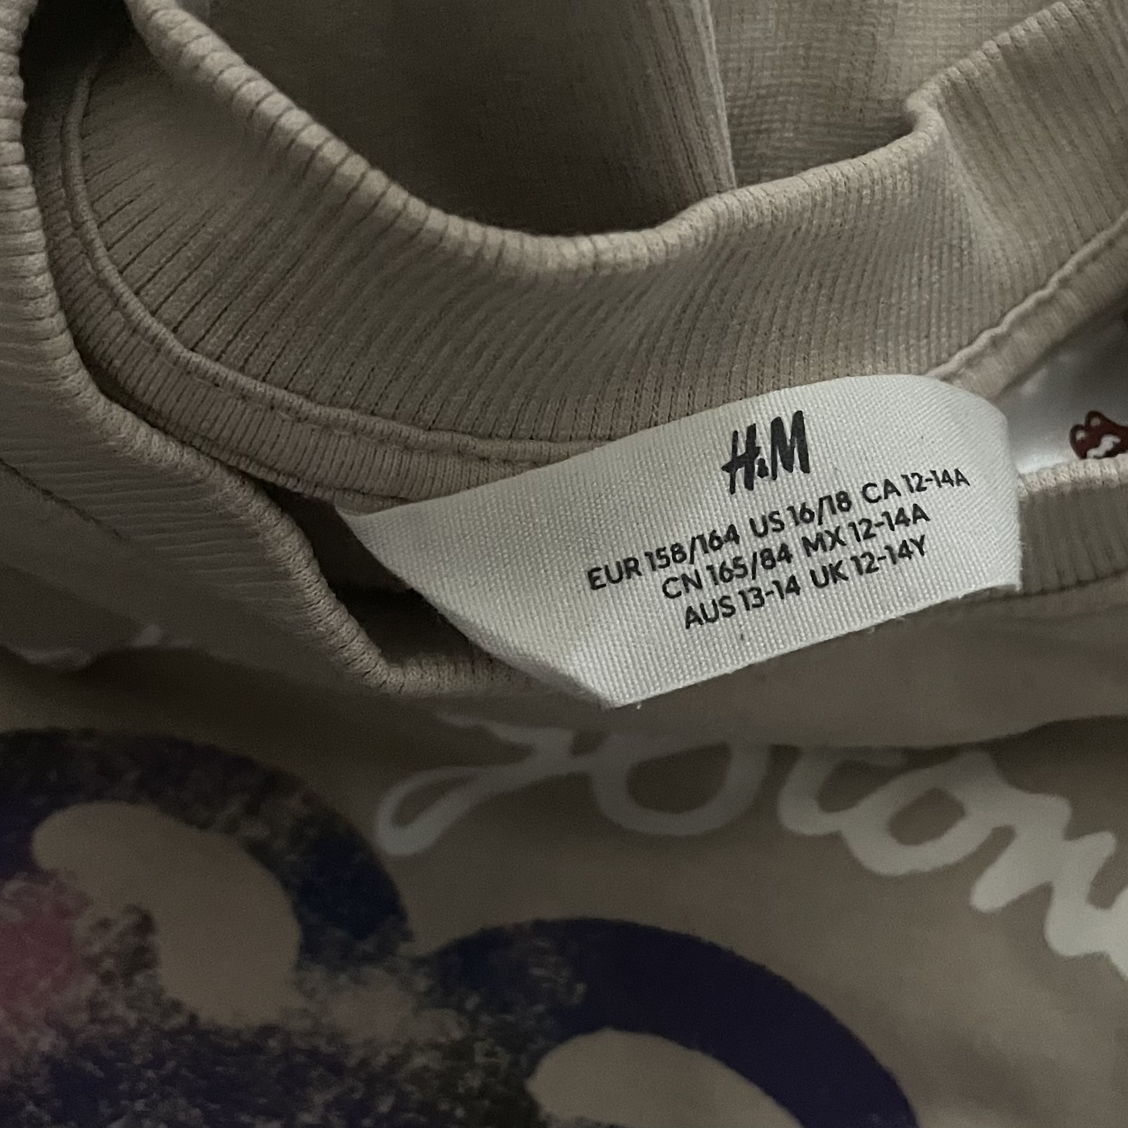 H&M
EUR 158/164 US 16/18 CA 12-14A
CN 165/84 MX 12-14A
AUS 13-14 UK 12-14Y